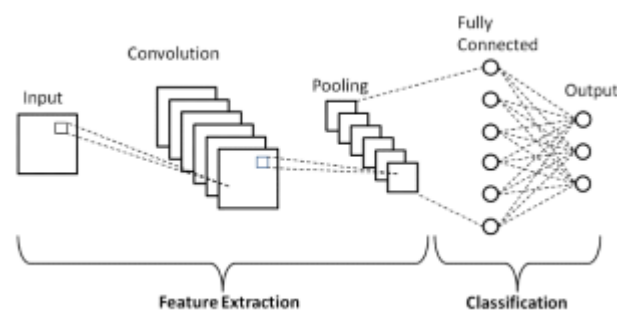 Input
Convolution
Pooling
Fully
Connected
Output
Feature Extraction
Classification